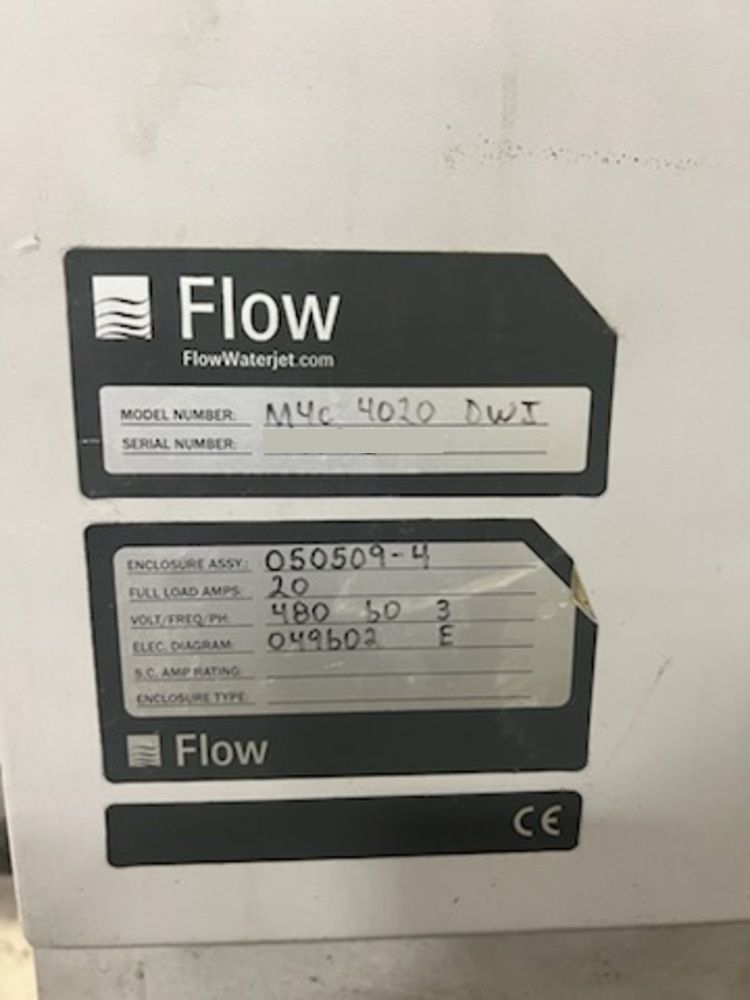 Flow
FlowWaterjet.com
MODEL NUMBER: M4c 4020 DWI
SERIAL NUMBER:
ENCLOSURE ASSY.: 050509-4
FULL LOAD AMPS: 20
VOLT/FREQ/PH: 480 60 3
ELEC. DIAGRAM: 049602 E
S.C. AMP RATING:
ENCLOSURE TYPE:
Flow
CE